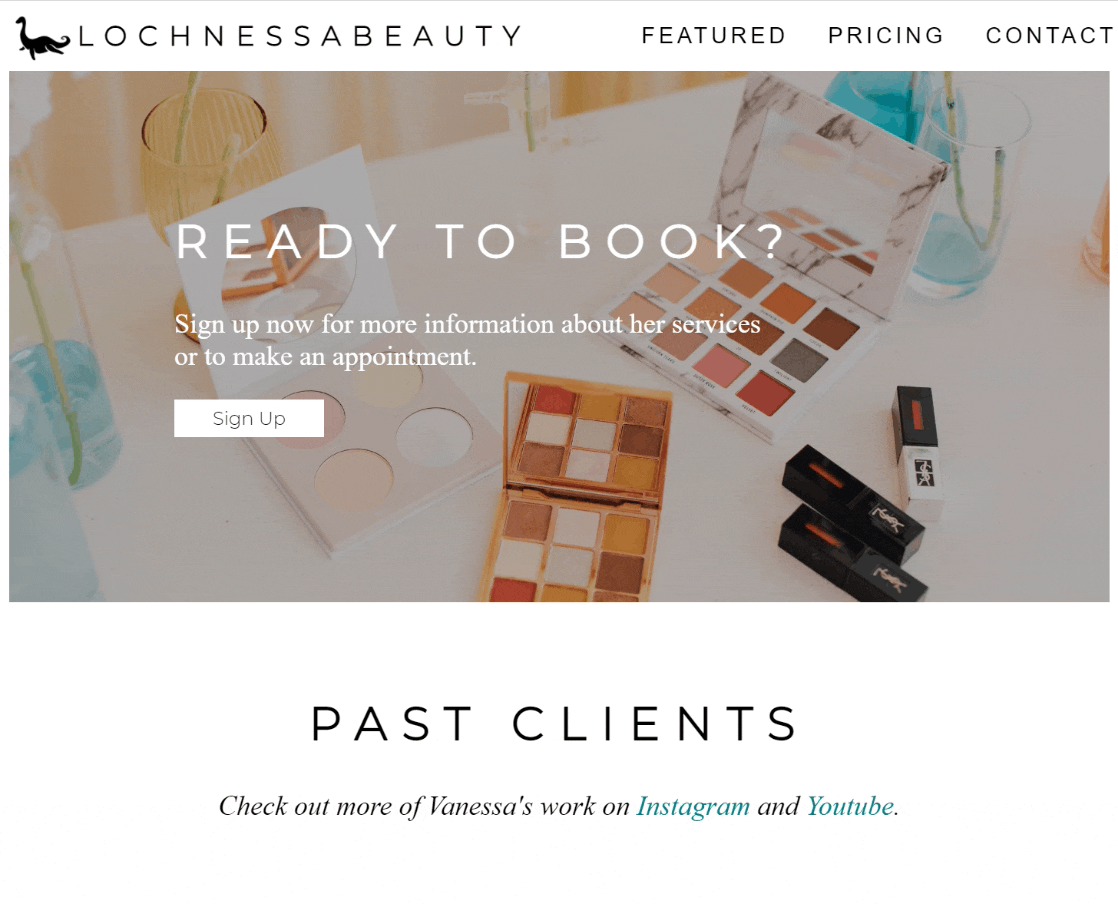 LOCHNESSABEAUTY
FEATURED PRICING CONTACT
READY TO BOOK?
Sign up now for more information about her services
or to make an appointment.
Sign Up
PAST CLIENTS
Check out more of Vanessa's work on Instagram and Youtube.